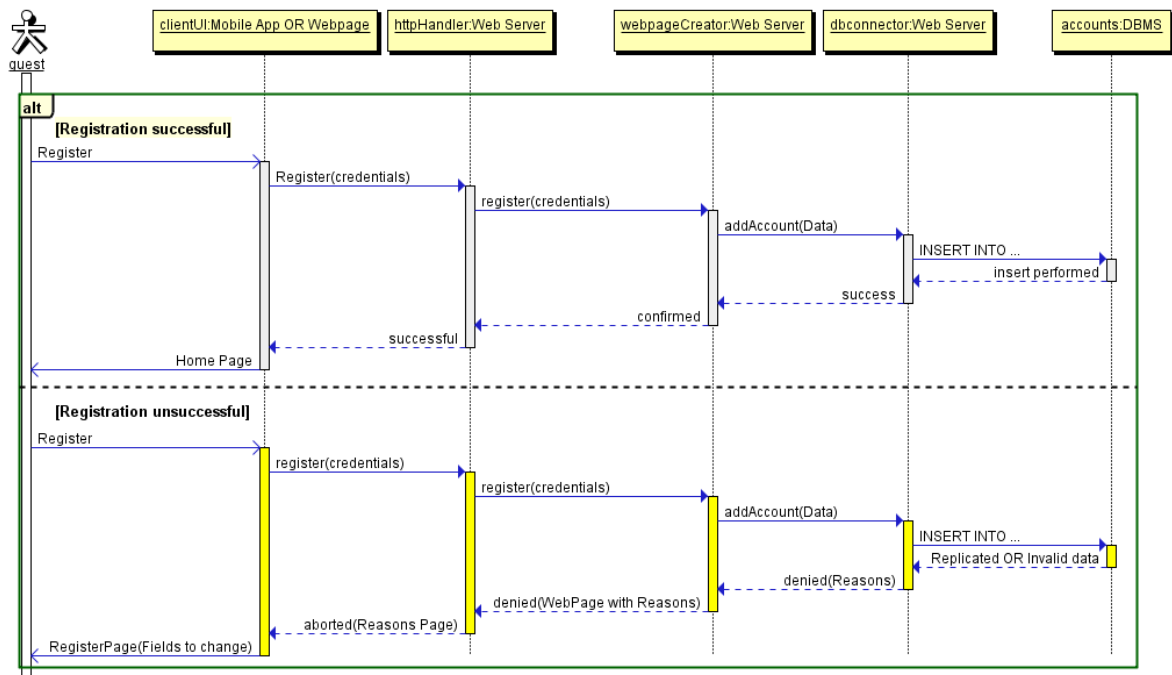 clientUI:Mobile App OR Webpage
httpHandler:Web Server
webpageCreator:Web Server
dbconnector:Web Server
accounts:DBMS
guest
alt
[Registration successful]
Register
Register(credentials)
register(credentials)
addAccount(Data)
INSERT INTO ...
insert performed
success
confirmed
successful
Home Page
[Registration unsuccessful]
Register
register(credentials)
register(credentials)
addAccount(Data)
INSERT INTO ...
Replicated OR Invalid data
denied(Reasons)
denied(WebPage with Reasons)
aborted(Reasons Page)
RegisterPage(Fields to change)